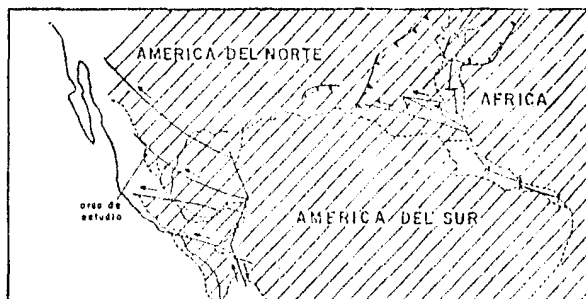 AMERICA DEL NORTE
AFRICA
area de
estudio
AMERICA DEL SUR